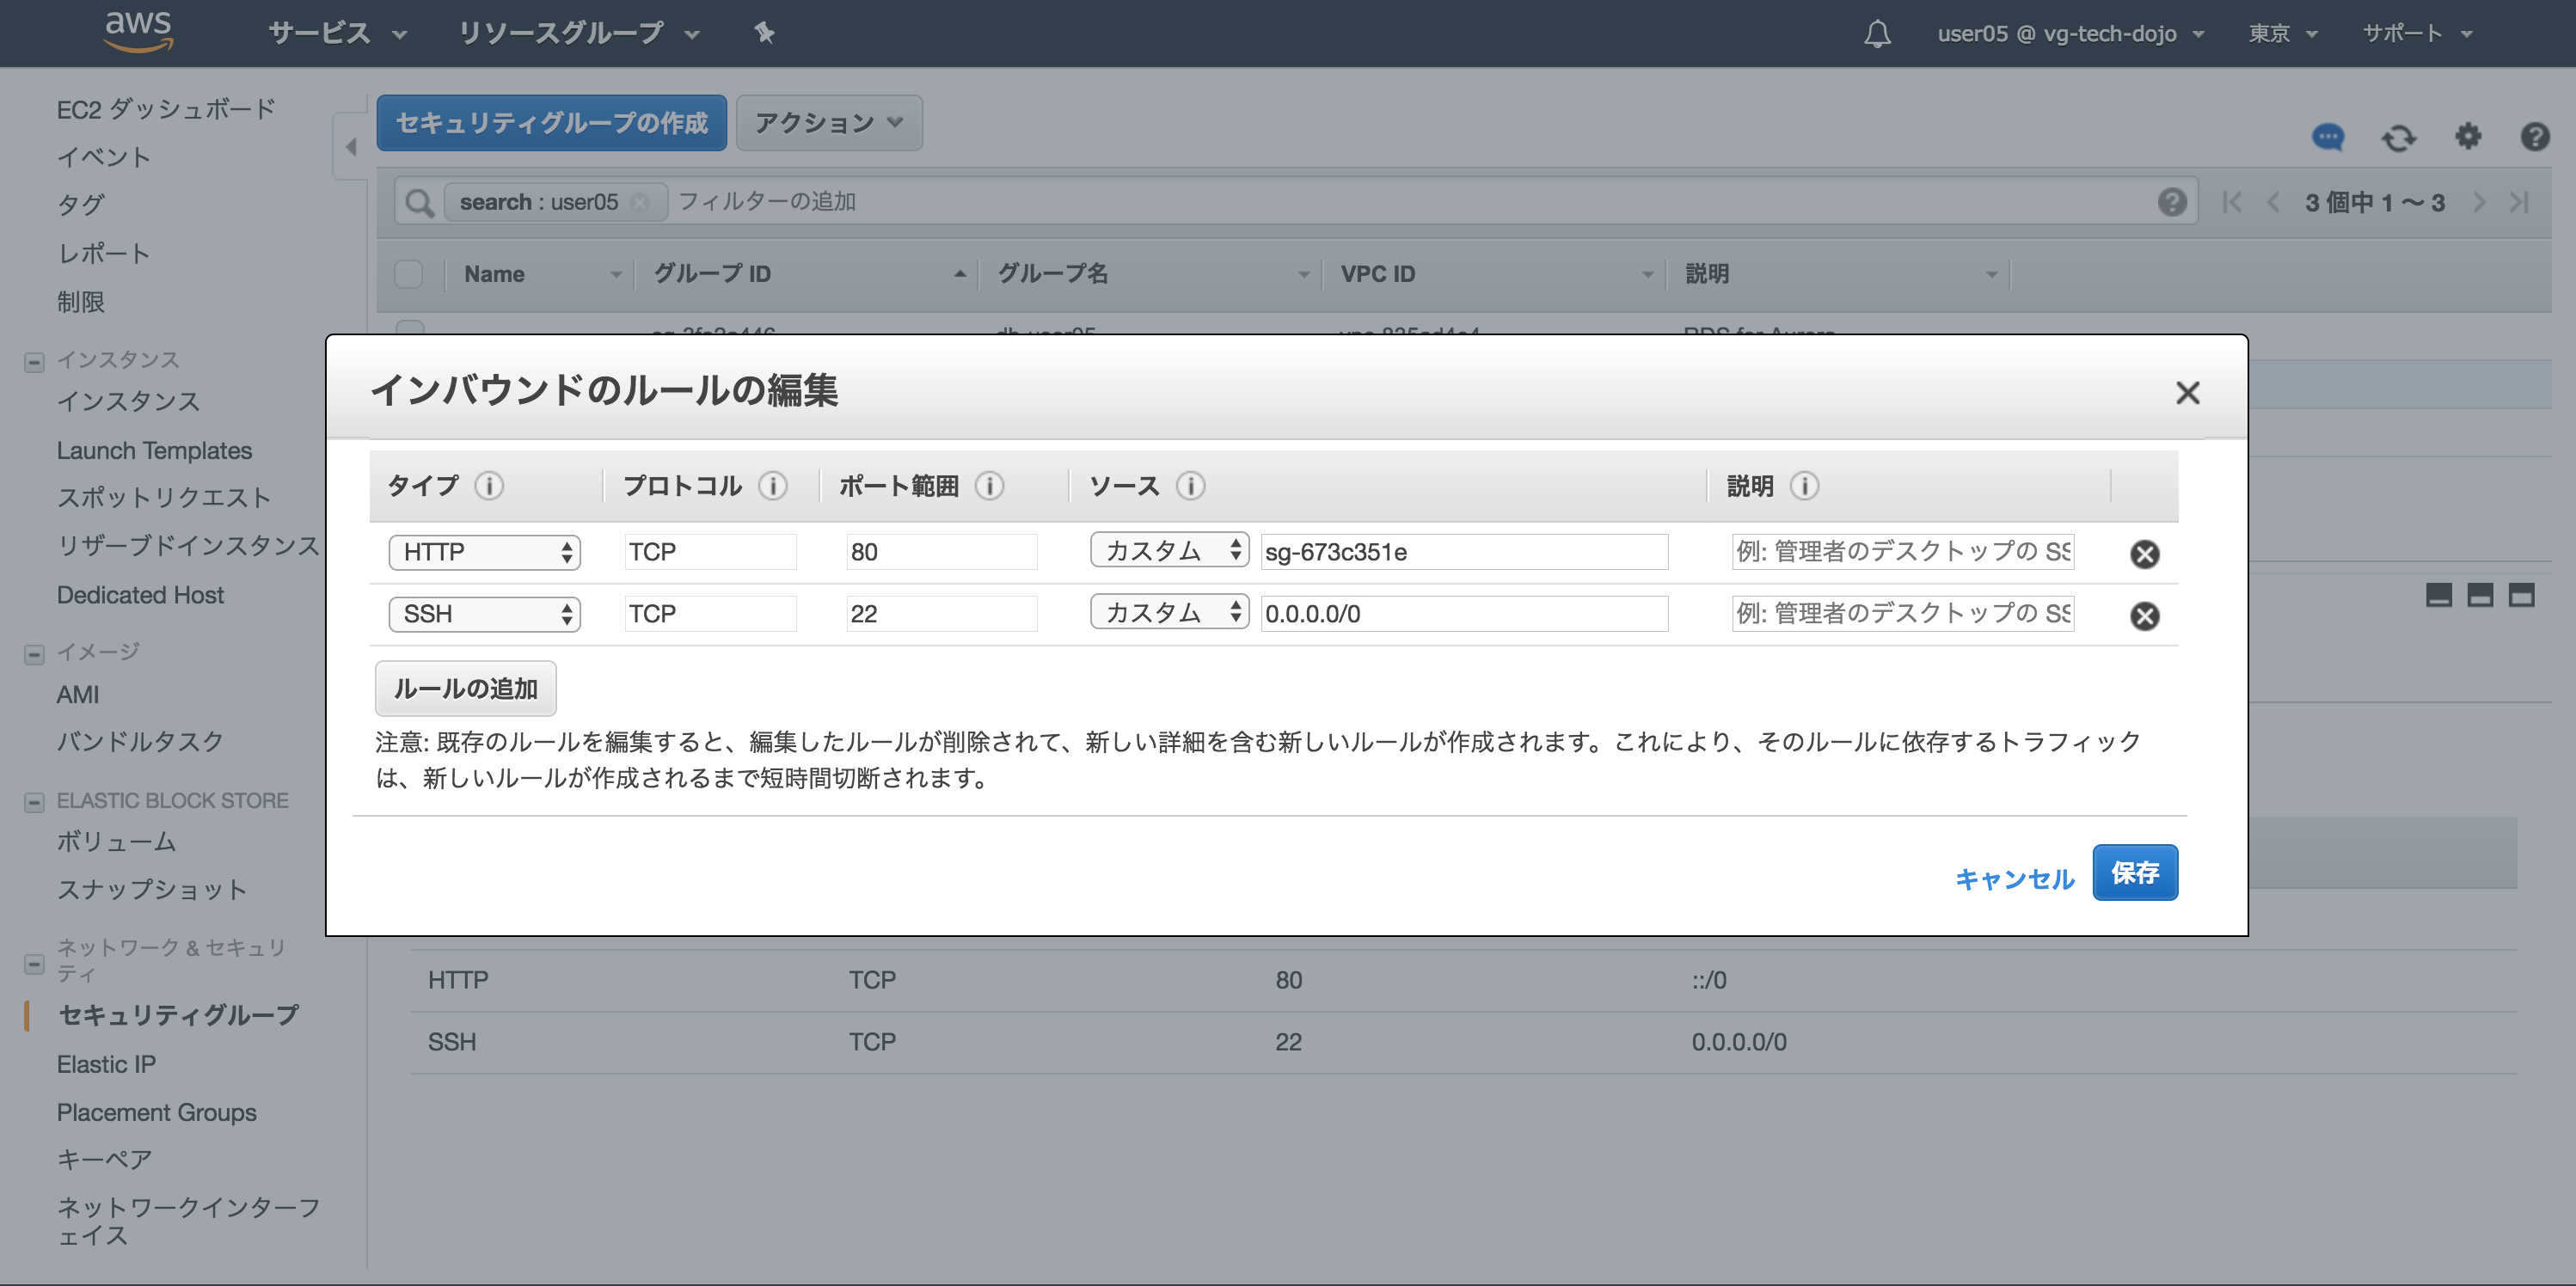 aws サービス リソースグループ user05 @ vg-tech-dojo 東京 サポート
EC2 ダッシュボード
イベント
タグ
レポート
制限
インスタンス
インスタンス
Launch Templates
スポットリクエスト
リザーブドインスタンス
Dedicated Host
イメージ
AMI
バンドルタスク
ELASTIC BLOCK STORE
ボリューム
スナップショット
ネットワーク & セキュリ
ティ
セキュリティグループ
Elastic IP
Placement Groups
キーペア
ネットワークインターフ
ェイス
セキュリティグループの作成 アクション
search : user05 フィルターの追加 3 個中 1 ～ 3
Name グループ ID グループ名 VPC ID 説明
インバウンドのルールの編集
タイプ プロトコル ポート範囲 ソース 説明
HTTP TCP 80 カスタム sg-673c351e 例: 管理者のデスクトップの SS
SSH TCP 22 カスタム 0.0.0.0/0 例: 管理者のデスクトップの SS
ルールの追加
注意: 既存のルールを編集すると、編集したルールが削除されて、新しい詳細を含む新しいルールが作成されます。これにより、そのルールに依存するトラフィック
は、新しいルールが作成されるまで短時間切断されます。
キャンセル 保存
HTTP TCP 80 ::/0
SSH TCP 22 0.0.0.0/0